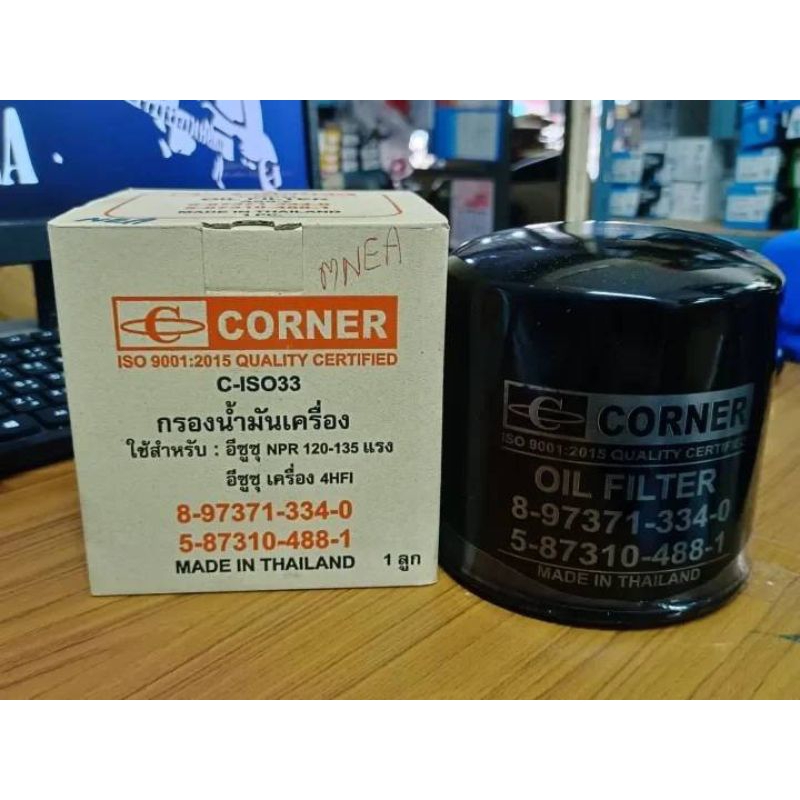 A
OIL FILTER
MADE IN THAILAND
MNEA
C CORNER
ISO 9001:2015 QUALITY CERTIFIED
C-ISO33
กรองน้ำมันเครื่อง
ใช้สำหรับ : อีซูซุ NPR 120-135 แรง
อีซูซุ เครื่อง 4HFI
8-97371-334-0
5-87310-488-1
MADE IN THAILAND 1 ลูก
C CORNER
ISO 9001:2015 QUALITY CERTIFIED
OIL FILTER
8-97371-334-0
5-87310-488-1
MADE IN THAILAND